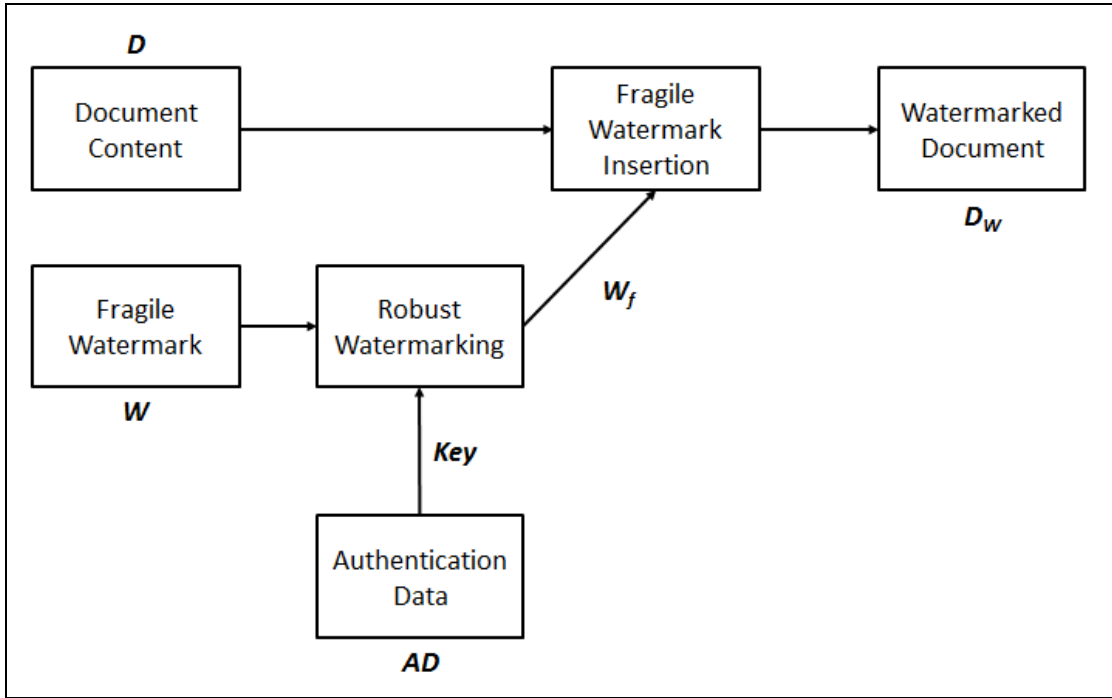 D
Document
Content
Fragile
Watermark
Insertion
Watermarked
Document
D_W
Fragile
Watermark
W
Robust
Watermarking
W_f
Key
Authentication
Data
AD